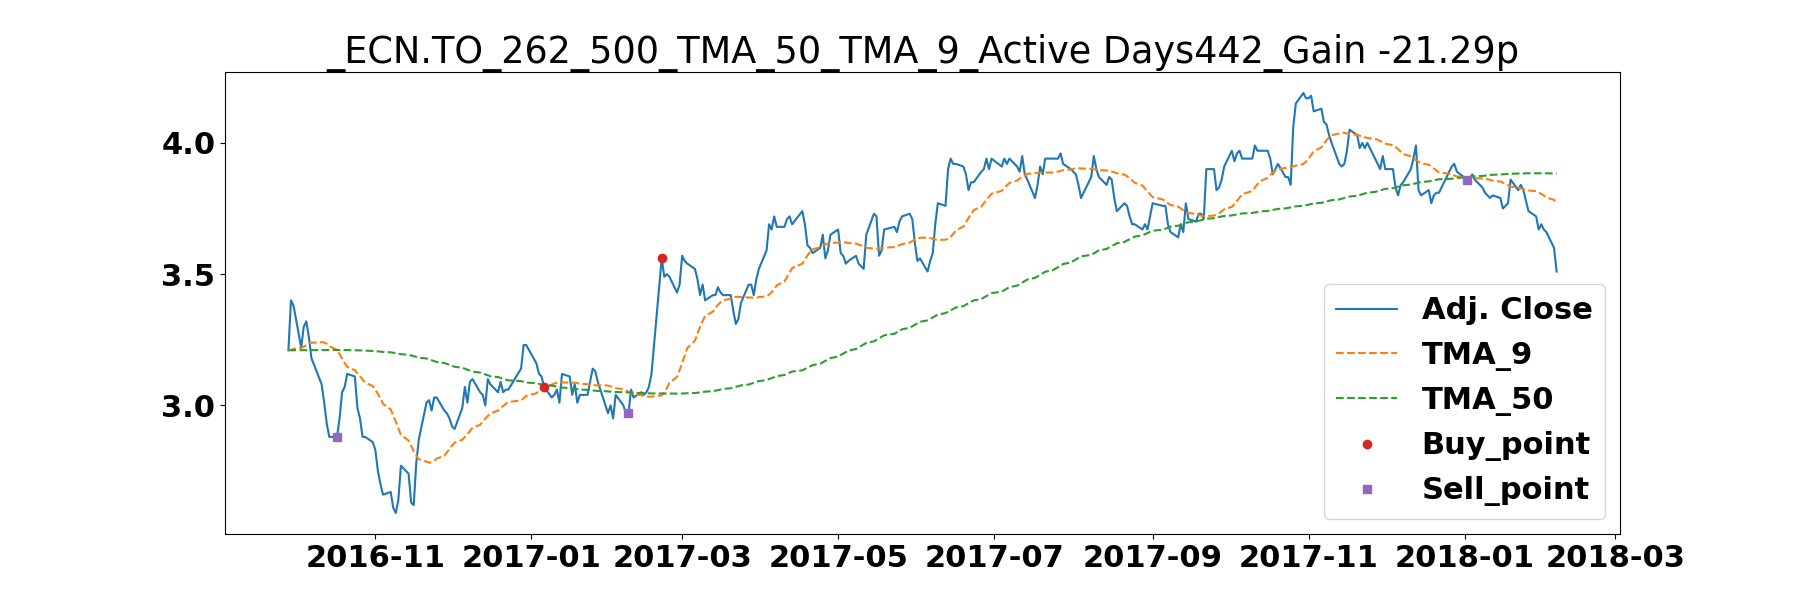 _ECN.TO_262_500_TMA_50_TMA_9_Active Days442_Gain -21.29p
4.0
3.5
3.0
Adj. Close
TMA_9
TMA_50
Buy_point
Sell_point
2016-11 2017-01 2017-03 2017-05 2017-07 2017-09 2017-11 2018-01 2018-03